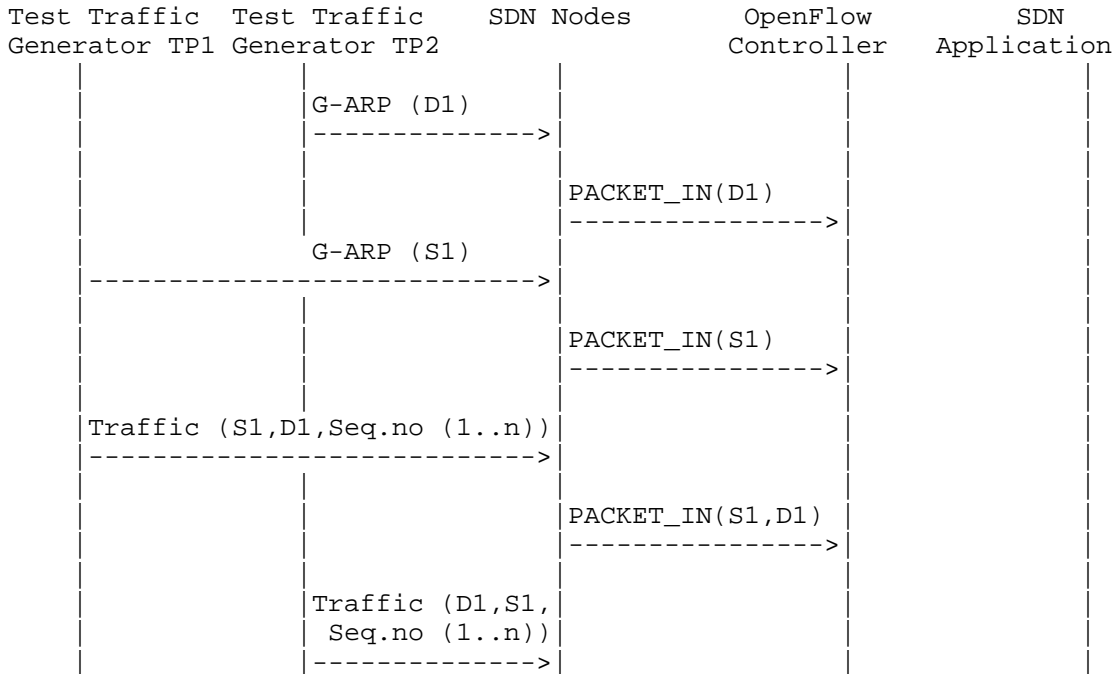 Test Traffic  Test Traffic    SDN Nodes       OpenFlow         SDN
Generator TP1 Generator TP2                  Controller   Application
G-ARP (D1)
-------------->
PACKET_IN(D1)
---------------->
G-ARP (S1)
---------------------------->
PACKET_IN(S1)
---------------->
Traffic (S1,D1,Seq.no (1..n))
---------------------------->
PACKET_IN(S1,D1)
---------------->
Traffic (D1,S1,
Seq.no (1..n))
-------------->